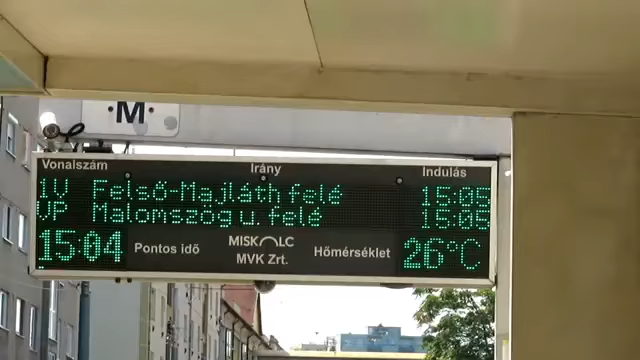 •M•
Vonalszám Irány Indulás
1V Felső-Majláth felé 15:05
VP Malomszög u. felé 15:05
15:04 Pontos idő MISKOLC Hőmérséklet 26°C
MVK Zrt.